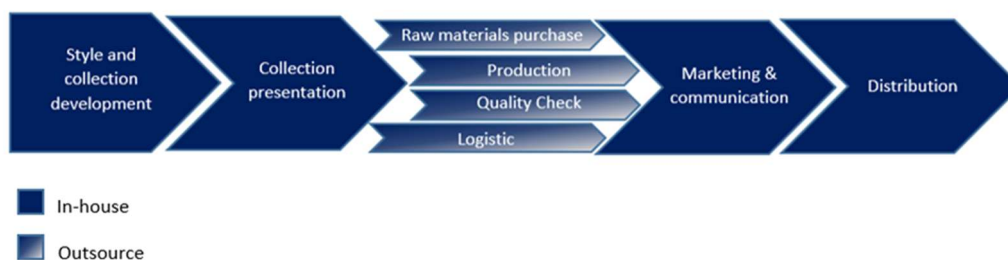 Style and
collection
development
Collection
presentation
Raw materials purchase
Production
Quality Check
Logistic
Marketing &
communication
Distribution
In-house
Outsource